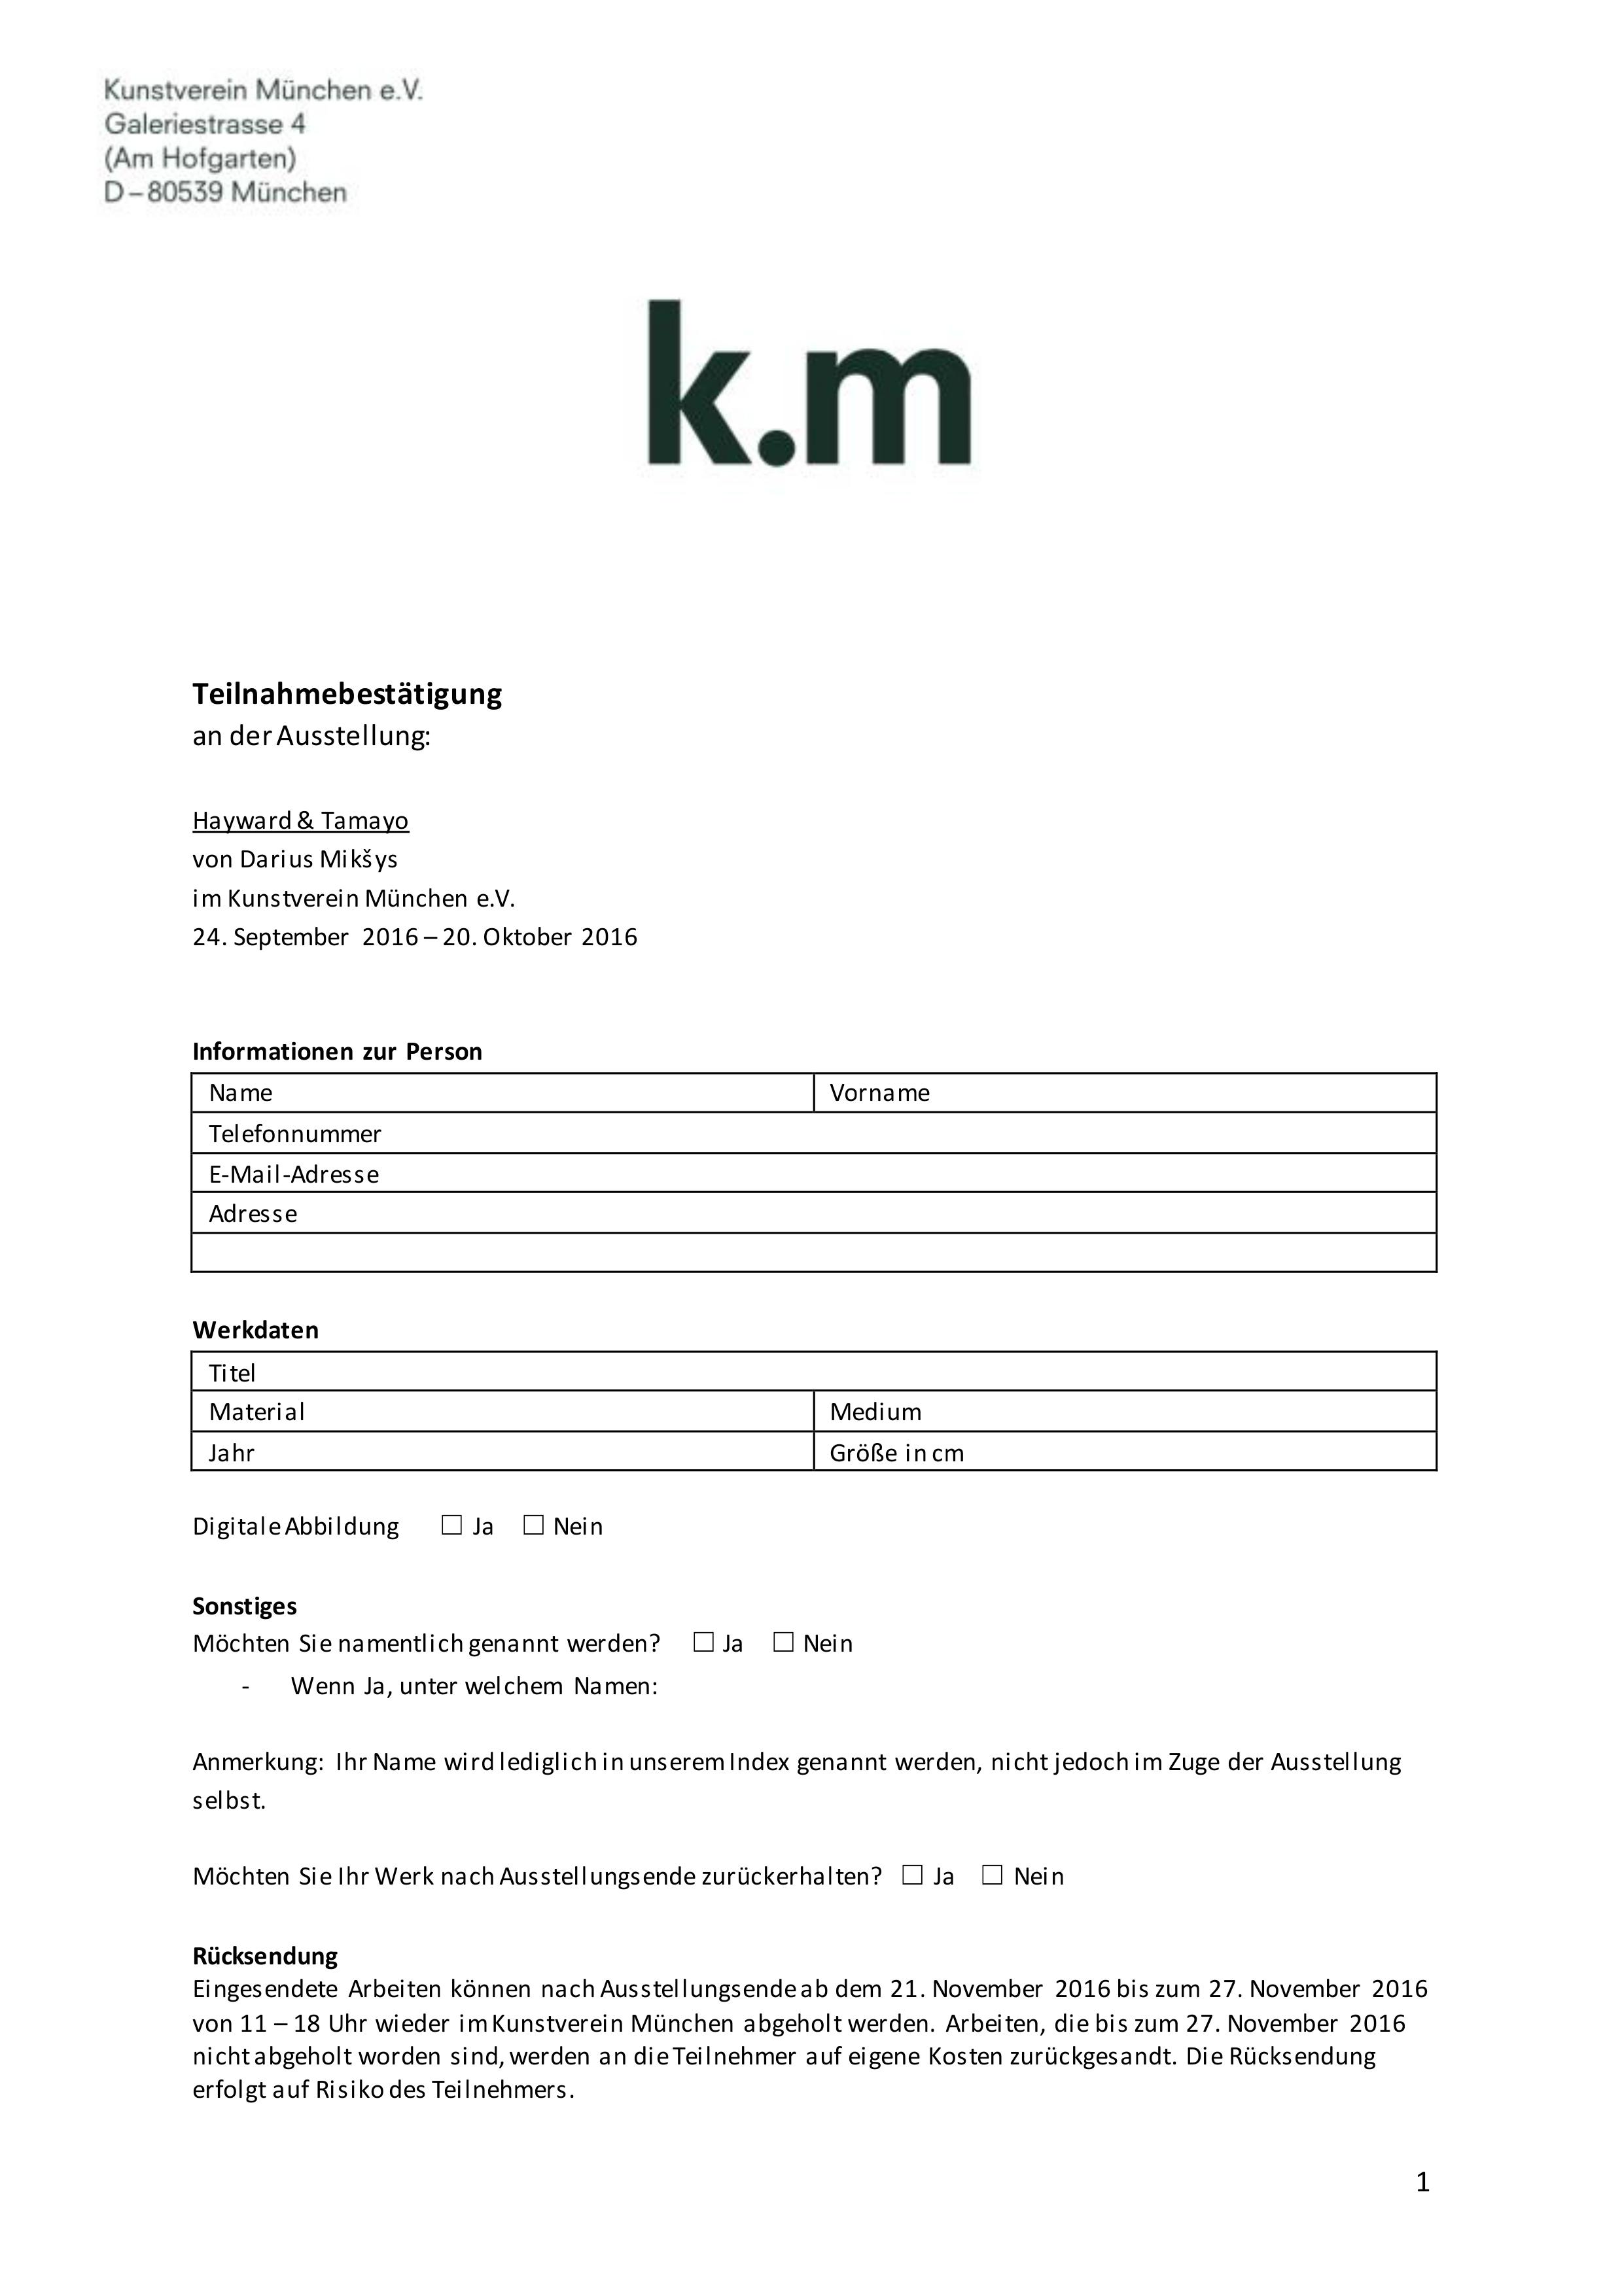 Kunstverein München e.V.
Galeriestrasse 4
(Am Hofgarten)
D – 80539 München
k.m
Teilnahmebestätigung
an der Ausstellung:
Hayward & Tamayo
von Darius Mikšys
im Kunstverein München e.V.
24. September 2016 – 20. Oktober 2016
Informationen zur Person
Name Vorname
Telefonnummer
E-Mail-Adresse
Adresse
Werkdaten
Titel
Material Medium
Jahr Größe in cm
Digitale Abbildung ☐ Ja ☐ Nein
Sonstiges
Möchten Sie namentlich genannt werden? ☐ Ja ☐ Nein
- Wenn Ja, unter welchem Namen:
Anmerkung: Ihr Name wird lediglich in unserem Index genannt werden, nicht jedoch im Zuge der Ausstellung
selbst.
Möchten Sie Ihr Werk nach Ausstellungsende zurückerhalten? ☐ Ja ☐ Nein
Rücksendung
Eingesendete Arbeiten können nach Ausstellungsende ab dem 21. November 2016 bis zum 27. November 2016
von 11 – 18 Uhr wieder im Kunstverein München abgeholt werden. Arbeiten, die bis zum 27. November 2016
nicht abgeholt worden sind, werden an die Teilnehmer auf eigene Kosten zurückgesandt. Die Rücksendung
erfolgt auf Risiko des Teilnehmers.
1